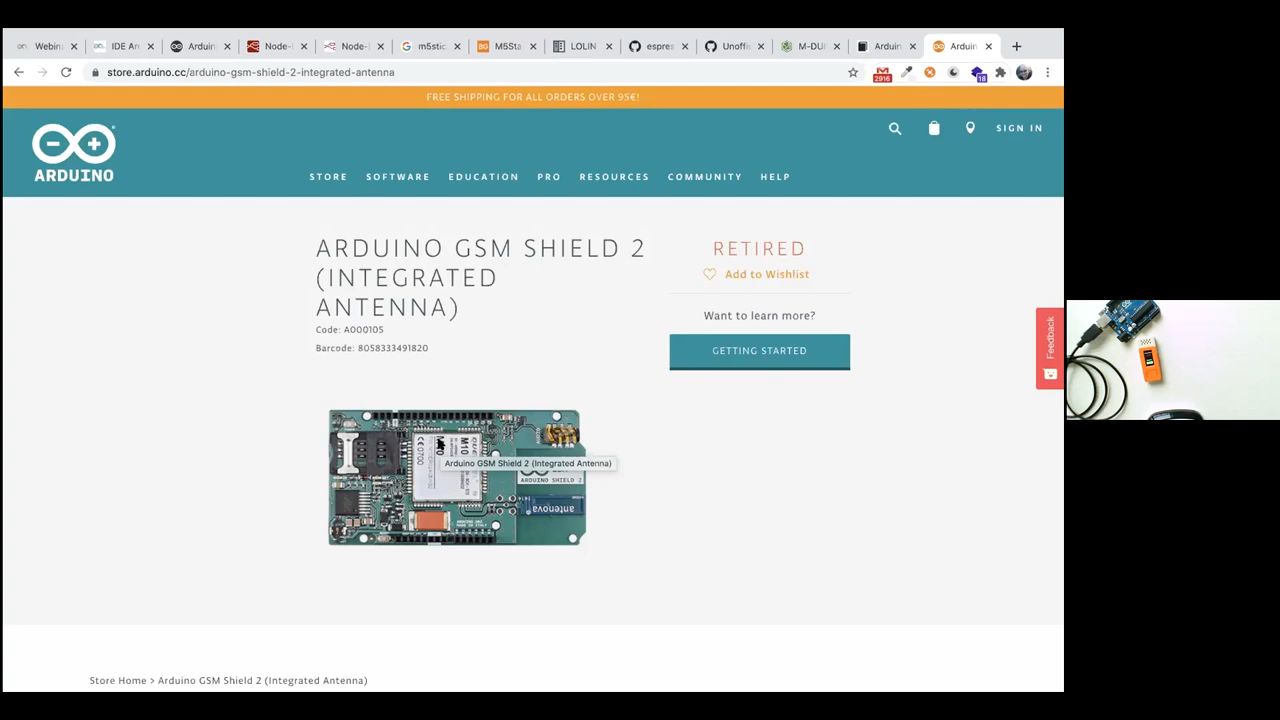 Webin
IDE Ar
Arduin
Node-
Node-
m5stic
M5Sta
LOLIN
espres
Unoffi
M-DUI
Arduin
Arduin
store.arduino.cc/arduino-gsm-shield-2-integrated-antenna
2916
18
FREE SHIPPING FOR ALL ORDERS OVER 95€!
ARDUINO
SIGN IN
STORE SOFTWARE EDUCATION PRO RESOURCES COMMUNITY HELP
ARDUINO GSM SHIELD 2
(INTEGRATED
ANTENNA)
Code: A000105
Barcode: 8058333491820
RETIRED
Add to Wishlist
Want to learn more?
GETTING STARTED
Feedback
M10
Arduino GSM Shield 2 (Integrated Antenna)
ARDUINO SHIELD 2
antenova
Store Home > Arduino GSM Shield 2 (Integrated Antenna)